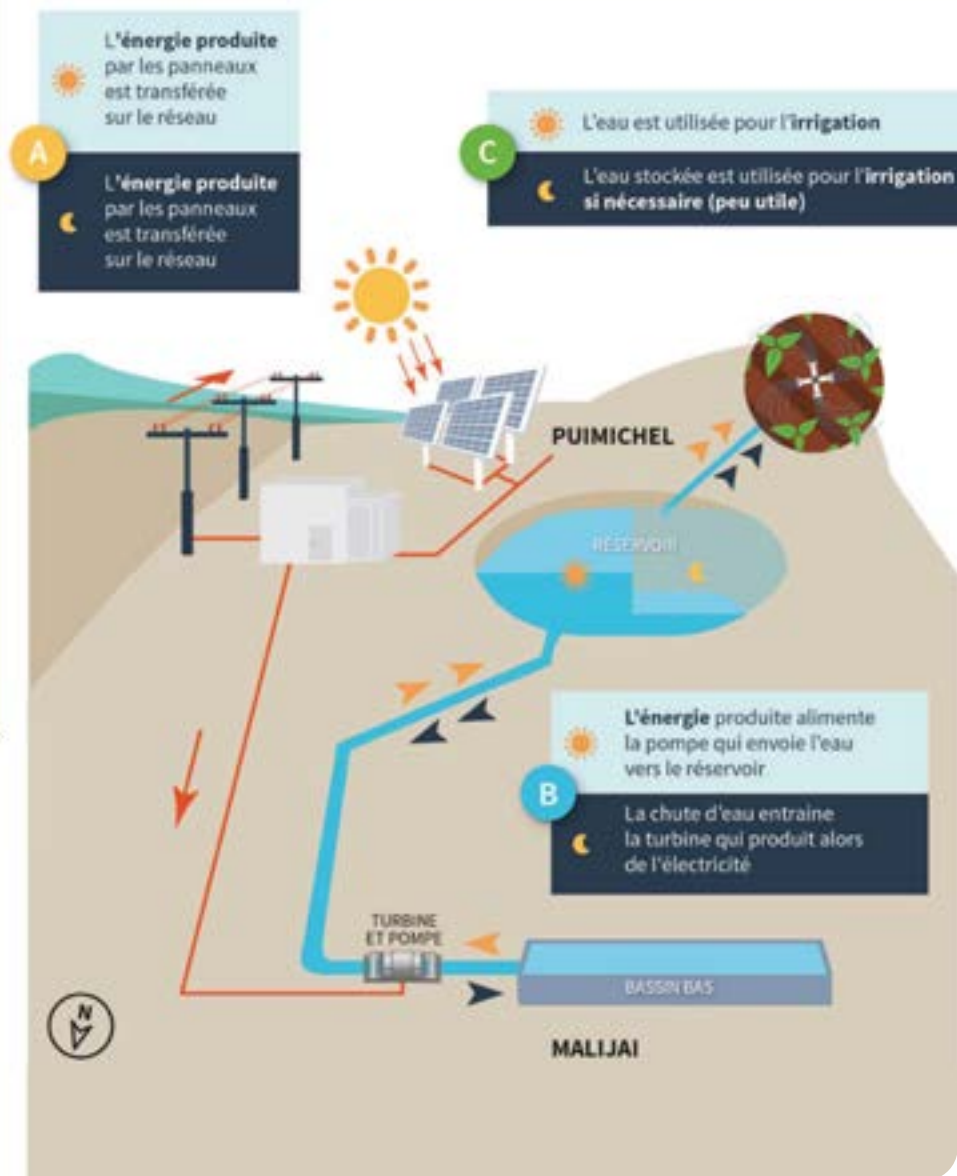 L'énergie produite
par les panneaux
est transférée
sur le réseau
A
L'énergie produite
par les panneaux
est transférée
sur le réseau
L'eau est utilisée pour l'irrigation
C
L'eau stockée est utilisée pour l'irrigation
si nécessaire (peu utile)
PUIMICHEL
RÉSERVOIR
L'énergie produite alimente
la pompe qui envoie l'eau
vers le réservoir
B
La chute d'eau entraine
la turbine qui produit alors
de l'électricité
TURBINE
ET POMPE
BASSIN BAS
N
MALIJAI